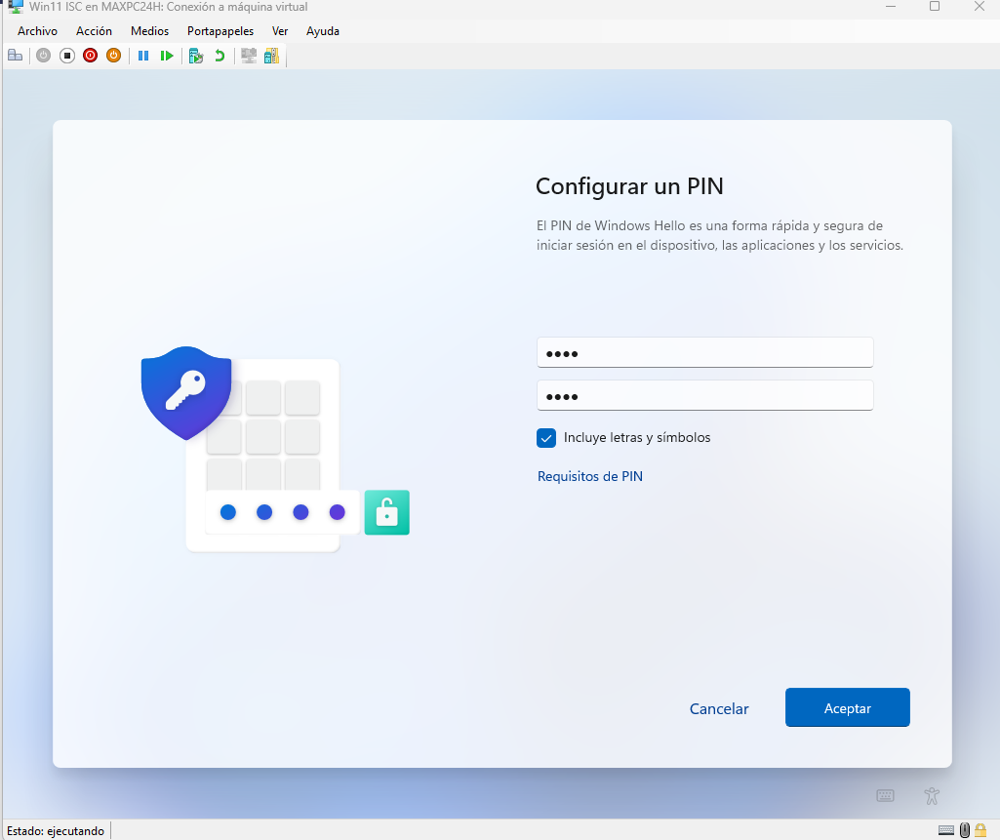 Win11 ISC en MAXPC24H: Conexión a máquina virtual
Archivo Acción Medios Portapapeles Ver Ayuda
Configurar un PIN
El PIN de Windows Hello es una forma rápida y segura de
iniciar sesión en el dispositivo, las aplicaciones y los servicios.
●●●●
●●●●
Incluye letras y símbolos
Requisitos de PIN
Cancelar Aceptar
Estado: ejecutando